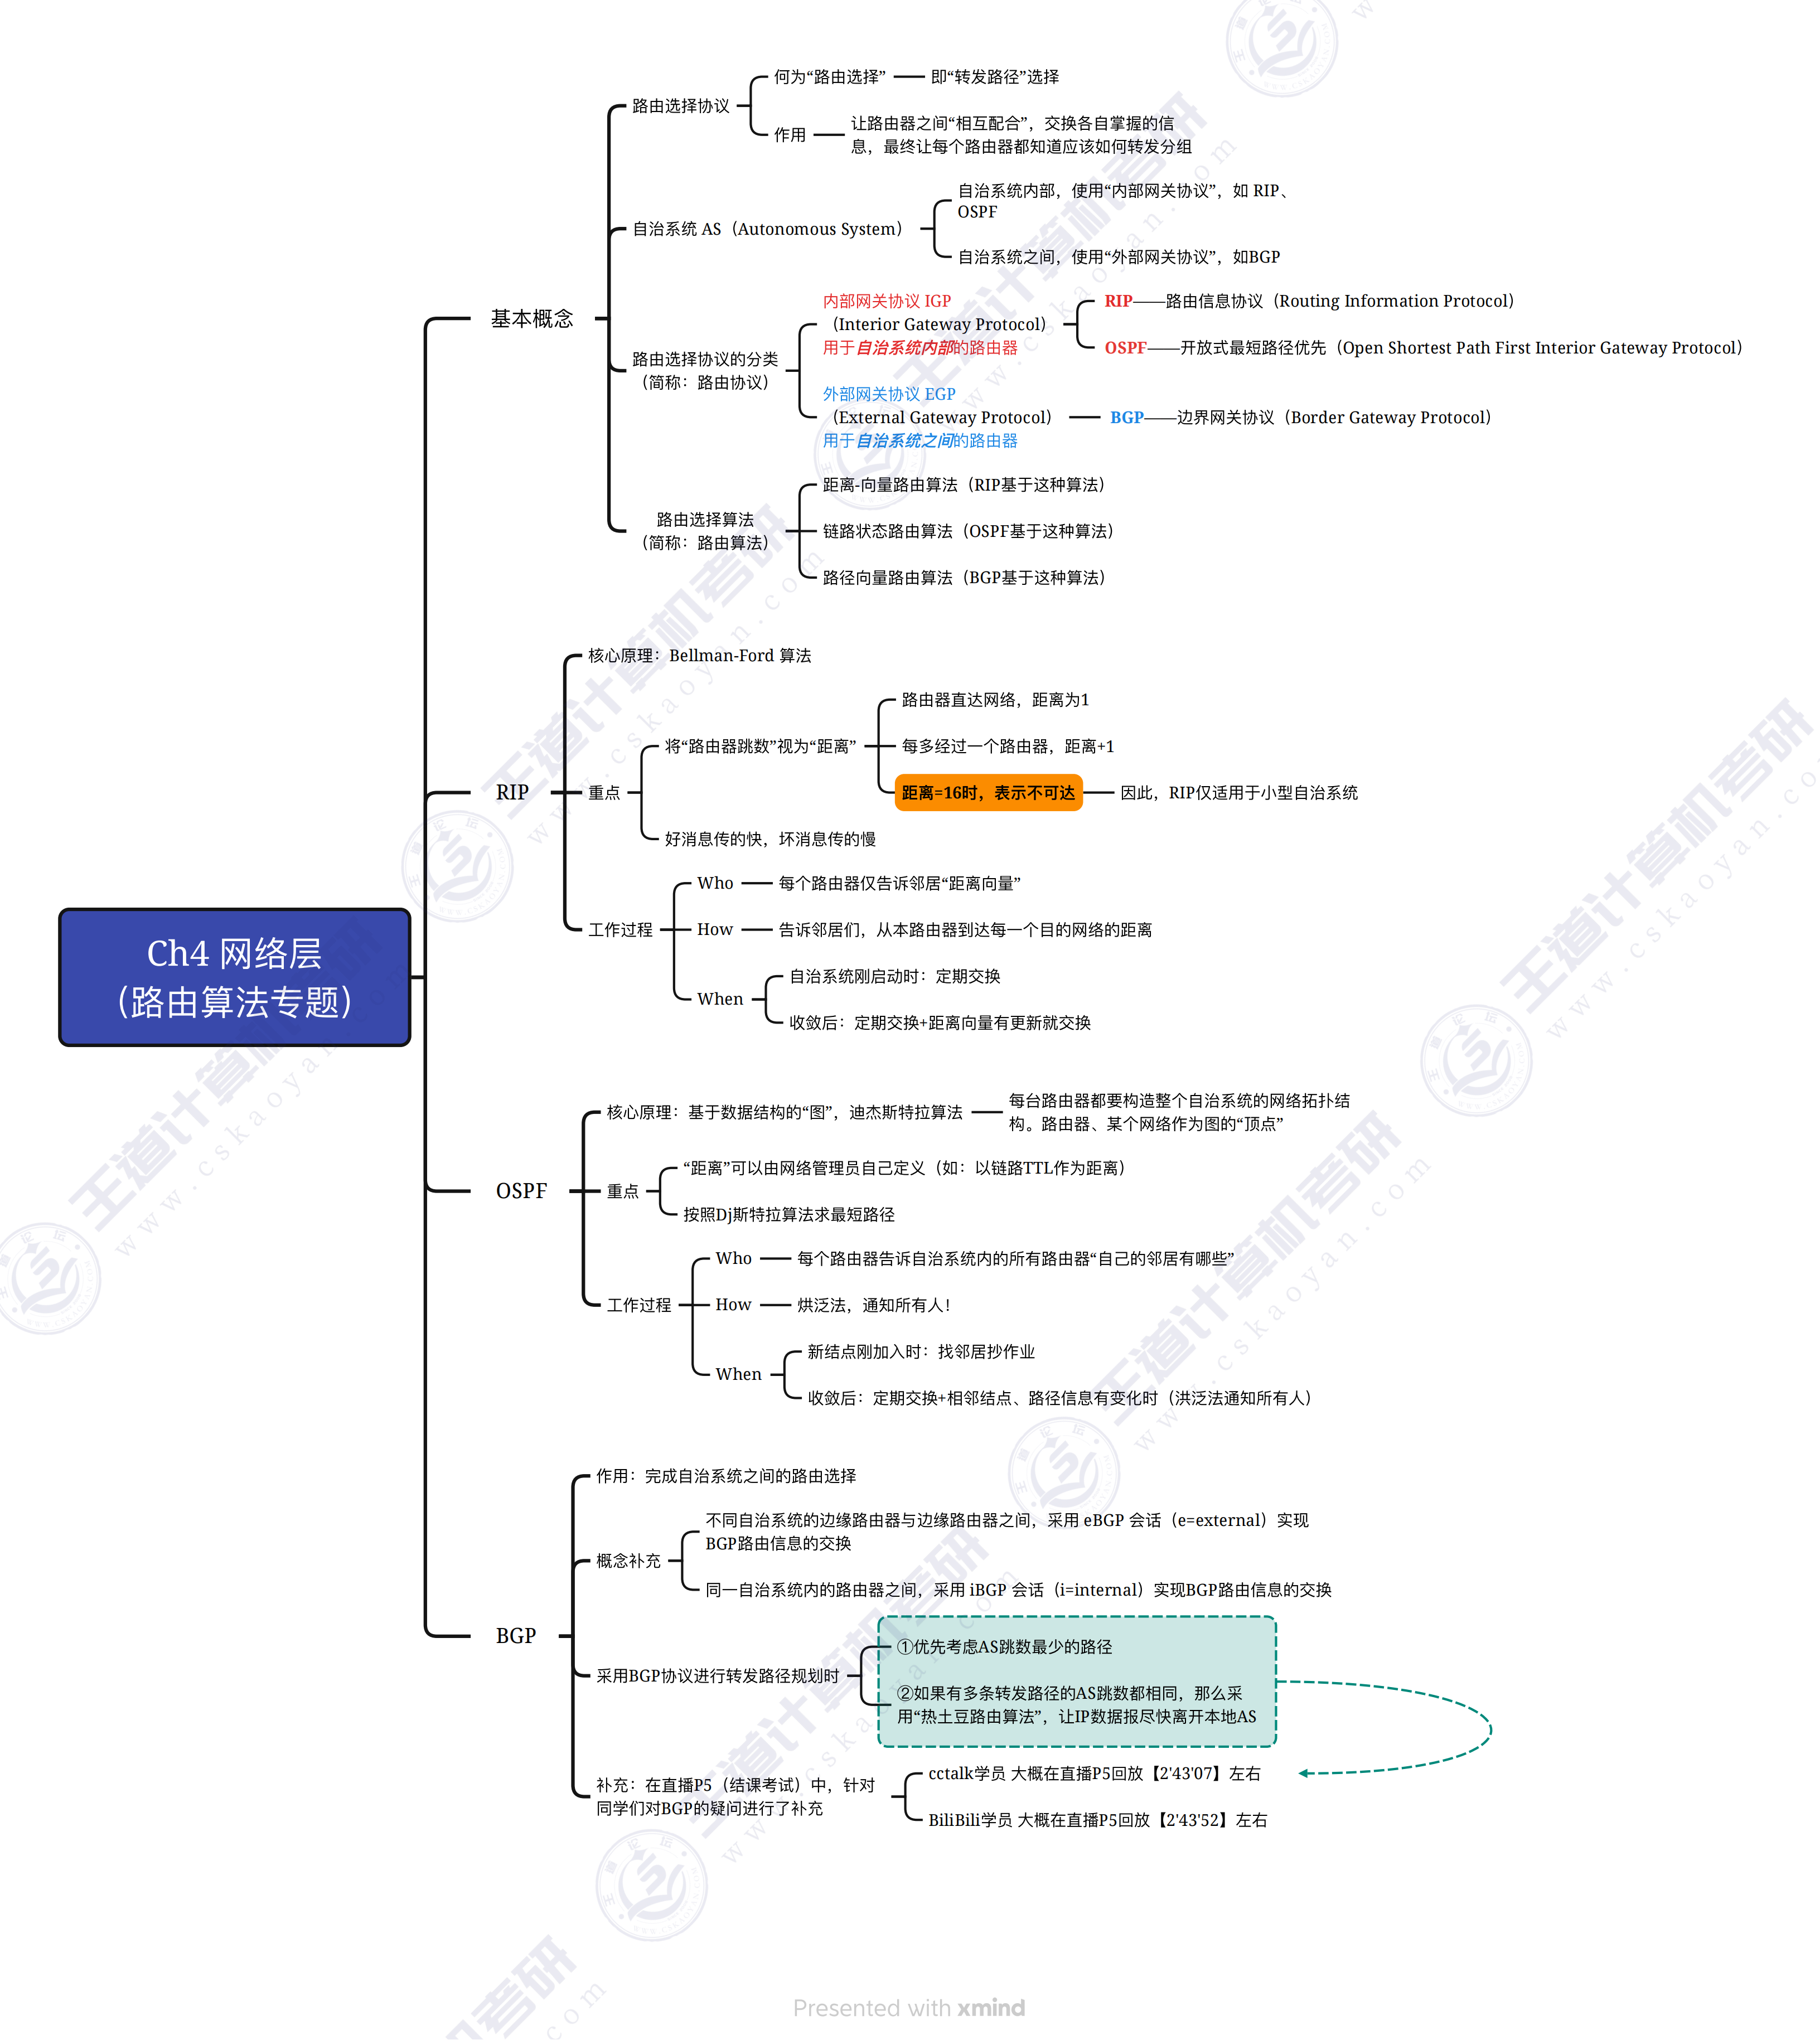 Ch4 网络层
（路由算法专题）
基本概念
路由选择协议
何为“路由选择”
即“转发路径”选择
作用
让路由器之间“相互配合”，交换各自掌握的信
息，最终让每个路由器都知道应该如何转发分组
自治系统 AS（Autonomous System）
自治系统内部，使用“内部网关协议”，如 RIP、
OSPF
自治系统之间，使用“外部网关协议”，如BGP
路由选择协议的分类
（简称：路由协议）
内部网关协议 IGP
（Interior Gateway Protocol）
用于自治系统内部的路由器
RIP——路由信息协议（Routing Information Protocol）
OSPF——开放式最短路径优先（Open Shortest Path First Interior Gateway Protocol）
外部网关协议 EGP
（External Gateway Protocol）
用于自治系统之间的路由器
BGP——边界网关协议（Border Gateway Protocol）
路由选择算法
（简称：路由算法）
距离-向量路由算法（RIP基于这种算法）
链路状态路由算法（OSPF基于这种算法）
路径向量路由算法（BGP基于这种算法）
RIP
核心原理：Bellman-Ford 算法
重点
将“路由器跳数”视为“距离”
路由器直达网络，距离为1
每多经过一个路由器，距离+1
距离=16时，表示不可达
因此，RIP仅适用于小型自治系统
好消息传的快，坏消息传的慢
工作过程
Who
每个路由器仅告诉邻居“距离向量”
How
告诉邻居们，从本路由器到达每一个目的网络的距离
When
自治系统刚启动时：定期交换
收敛后：定期交换+距离向量有更新就交换
OSPF
核心原理：基于数据结构的“图”，迪杰斯特拉算法
每台路由器都要构造整个自治系统的网络拓扑结
构。路由器、某个网络作为图的“顶点”
重点
“距离”可以由网络管理员自己定义（如：以链路TTL作为距离）
按照Dj斯特拉算法求最短路径
工作过程
Who
每个路由器告诉自治系统内的所有路由器“自己的邻居有哪些”
How
烘泛法，通知所有人！
When
新结点刚加入时：找邻居抄作业
收敛后：定期交换+相邻结点、路径信息有变化时（洪泛法通知所有人）
BGP
作用：完成自治系统之间的路由选择
概念补充
不同自治系统的边缘路由器与边缘路由器之间，采用 eBGP 会话（e=external）实现
BGP路由信息的交换
同一自治系统内的路由器之间，采用 iBGP 会话（i=internal）实现BGP路由信息的交换
采用BGP协议进行转发路径规划时
①优先考虑AS跳数最少的路径
②如果有多条转发路径的AS跳数都相同，那么采
用“热土豆路由算法”，让IP数据报尽快离开本地AS
补充：在直播P5（结课考试）中，针对
同学们对BGP的疑问进行了补充
cctalk学员 大概在直播P5回放【2'43'07】左右
BiliBili学员 大概在直播P5回放【2'43'52】左右
王道计算机考研
www.cskaoyan.com
Presented with xmind